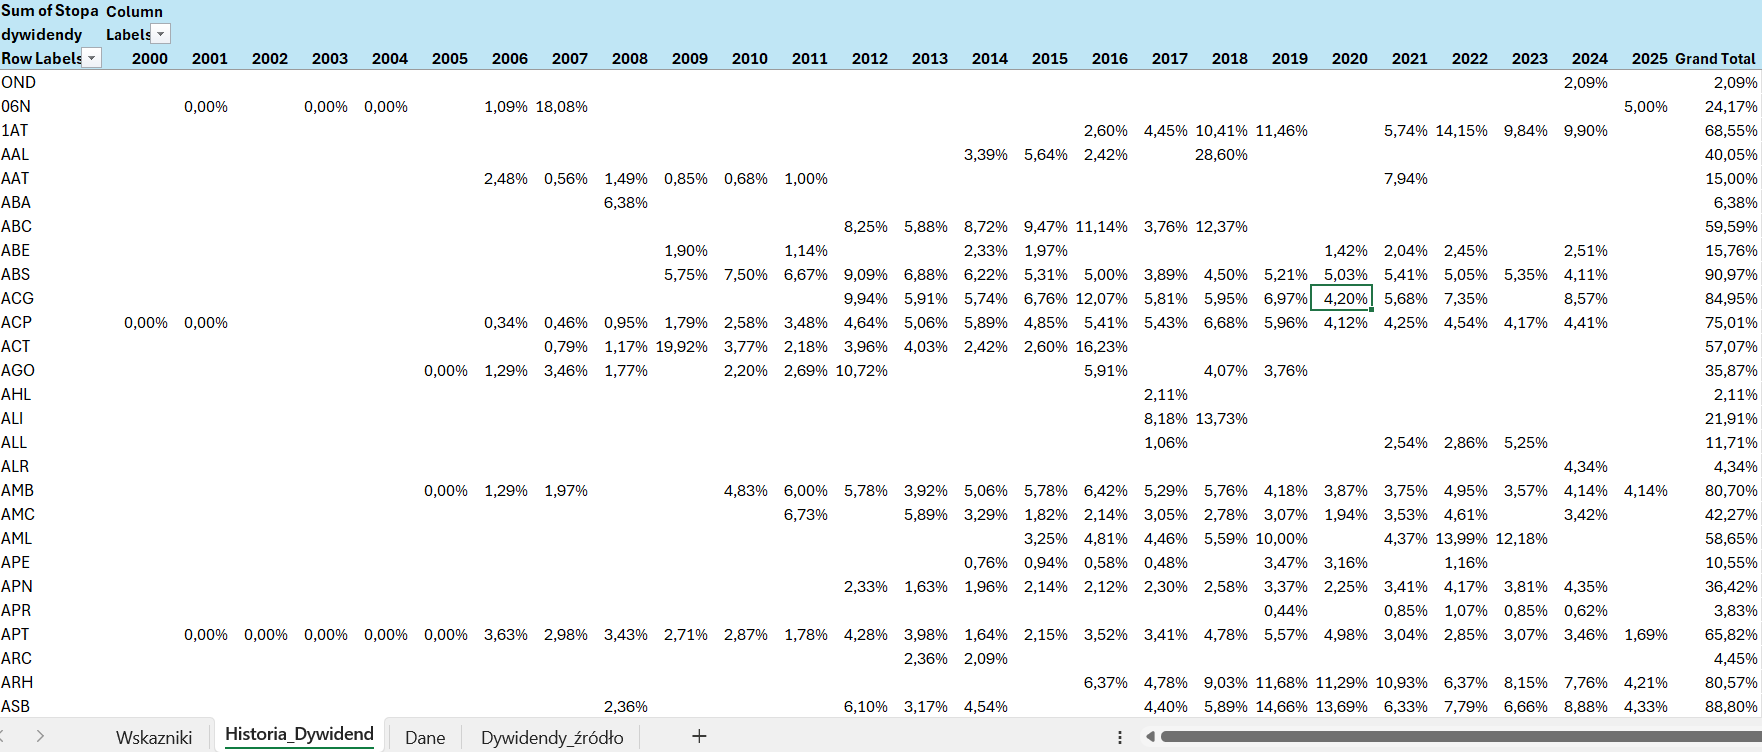 Sum of Stopa dywidendy Column Labels
Row Labels 2000 2001 2002 2003 2004 2005 2006 2007 2008 2009 2010 2011 2012 2013 2014 2015 2016 2017 2018 2019 2020 2021 2022 2023 2024 2025 Grand Total
OND 2,09% 2,09%
06N 0,00% 0,00% 0,00% 1,09% 18,08% 5,00% 24,17%
1AT 2,60% 4,45% 10,41% 11,46% 5,74% 14,15% 9,84% 9,90% 68,55%
AAL 3,39% 5,64% 2,42% 28,60% 40,05%
AAT 2,48% 0,56% 1,49% 0,85% 0,68% 1,00% 7,94% 15,00%
ABA 6,38% 6,38%
ABC 8,25% 5,88% 8,72% 9,47% 11,14% 3,76% 12,37% 59,59%
ABE 1,90% 1,14% 2,33% 1,97% 1,42% 2,04% 2,45% 2,51% 15,76%
ABS 5,75% 7,50% 6,67% 9,09% 6,88% 6,22% 5,31% 5,00% 3,89% 4,50% 5,21% 5,03% 5,41% 5,05% 5,35% 4,11% 90,97%
ACG 9,94% 5,91% 5,74% 6,76% 12,07% 5,81% 5,95% 6,97% 4,20% 5,68% 7,35% 8,57% 84,95%
ACP 0,00% 0,00% 0,34% 0,46% 0,95% 1,79% 2,58% 3,48% 4,64% 5,06% 5,89% 4,85% 5,41% 5,43% 6,68% 5,96% 4,12% 4,25% 4,54% 4,17% 4,41% 75,01%
ACT 0,79% 1,17% 19,92% 3,77% 2,18% 3,96% 4,03% 2,42% 2,60% 16,23% 57,07%
AGO 0,00% 1,29% 3,46% 1,77% 2,20% 2,69% 10,72% 5,91% 4,07% 3,76% 35,87%
AHL 2,11% 2,11%
ALI 8,18% 13,73% 21,91%
ALL 1,06% 2,54% 2,86% 5,25% 11,71%
ALR 4,34% 4,34%
AMB 0,00% 1,29% 1,97% 4,83% 6,00% 5,78% 3,92% 5,06% 5,78% 6,42% 5,29% 5,76% 4,18% 3,87% 3,75% 4,95% 3,57% 4,14% 4,14% 80,70%
AMC 6,73% 5,89% 3,29% 1,82% 2,14% 3,05% 2,78% 3,07% 1,94% 3,53% 4,61% 3,42% 42,27%
AML 3,25% 4,81% 4,46% 5,59% 10,00% 4,37% 13,99% 12,18% 58,65%
APE 0,76% 0,94% 0,58% 0,48% 3,47% 3,16% 1,16% 10,55%
APN 2,33% 1,63% 1,96% 2,14% 2,12% 2,30% 2,58% 3,37% 2,25% 3,41% 4,17% 3,81% 4,35% 36,42%
APR 0,44% 0,85% 1,07% 0,85% 0,62% 3,83%
APT 0,00% 0,00% 0,00% 0,00% 0,00% 3,63% 2,98% 3,43% 2,71% 2,87% 1,78% 4,28% 3,98% 1,64% 2,15% 3,52% 3,41% 4,78% 5,57% 4,98% 3,04% 2,85% 3,07% 3,46% 1,69% 65,82%
ARC 2,36% 2,09% 4,45%
ARH 6,37% 4,78% 9,03% 11,68% 11,29% 10,93% 6,37% 8,15% 7,76% 4,21% 80,57%
ASB 2,36% 6,10% 3,17% 4,54% 4,40% 5,89% 14,66% 13,69% 6,33% 7,79% 6,66% 8,88% 4,33% 88,80%
Wskazniki Historia_Dywidend Dane Dywidendy_źródło